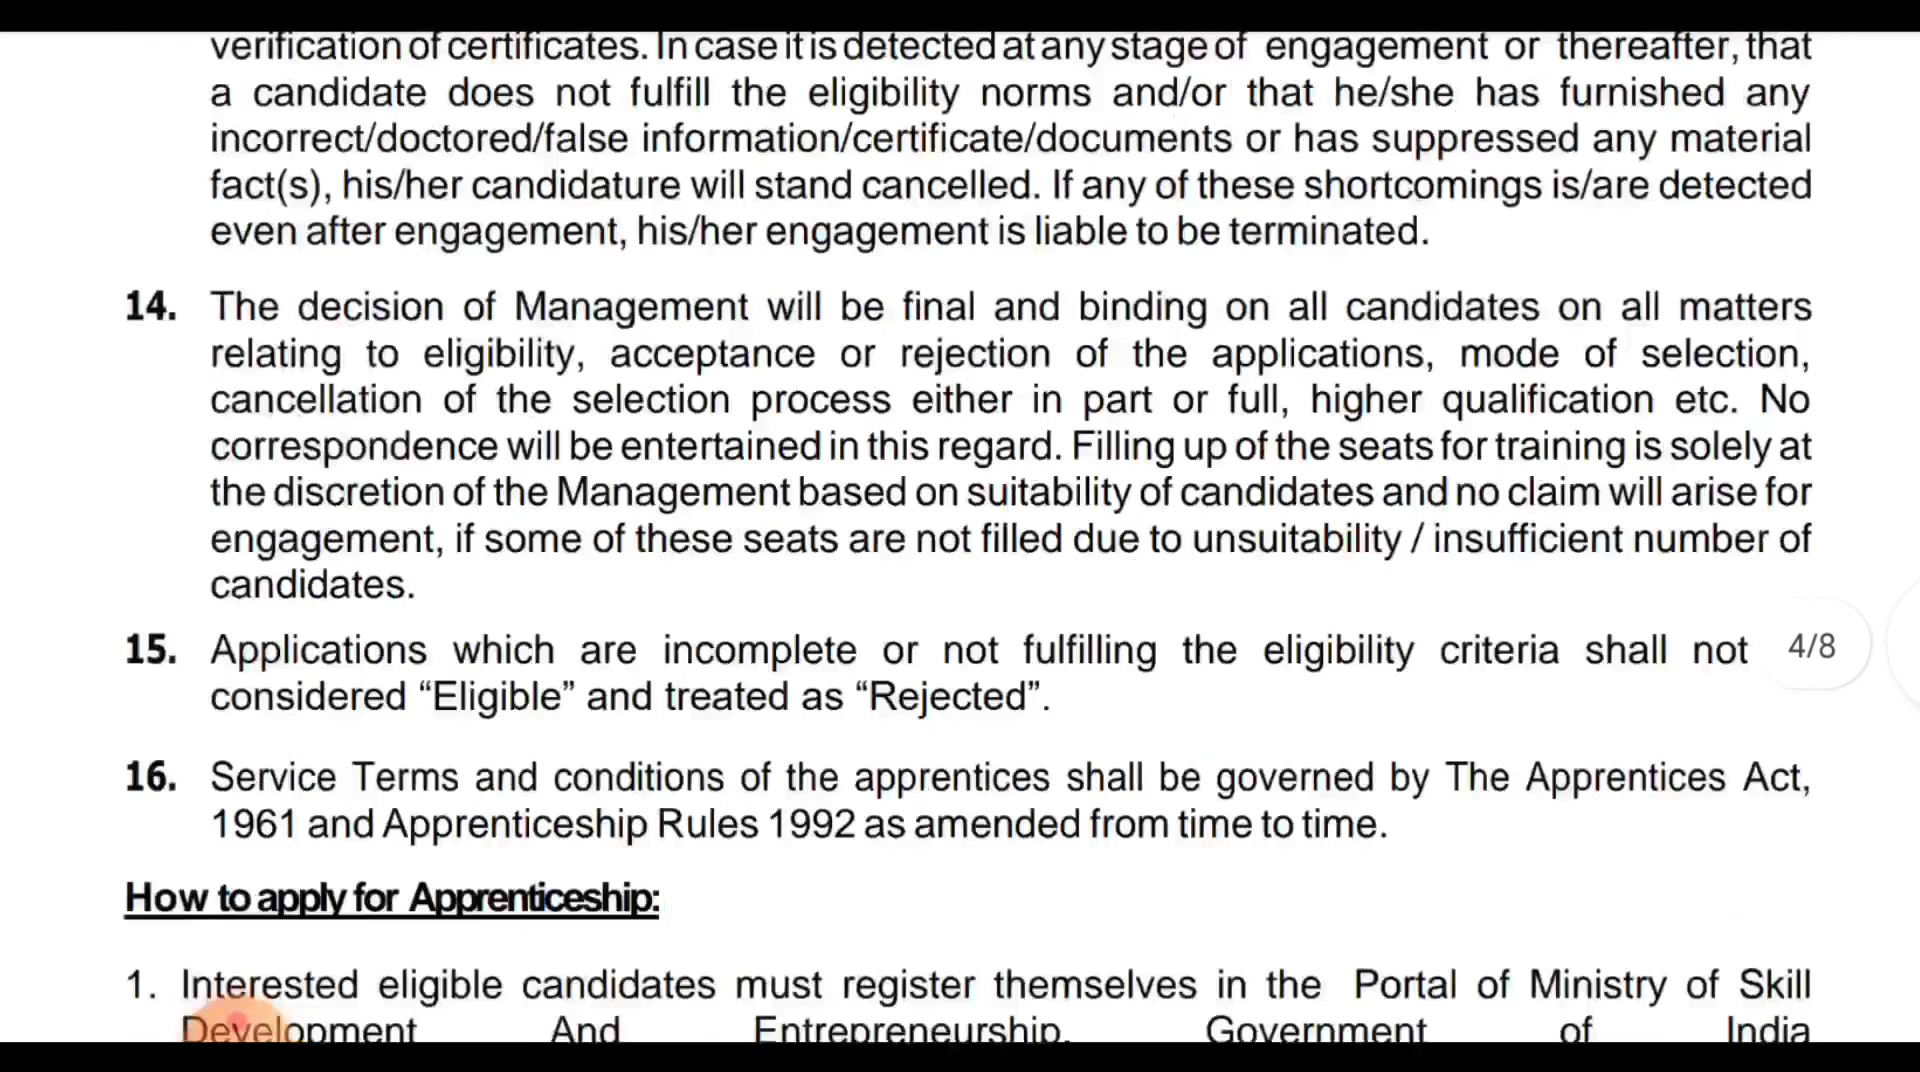 verification of certificates. In case it is detected at any stage of engagement or thereafter, that
a candidate does not fulfill the eligibility norms and/or that he/she has furnished any
incorrect/doctored/false information/certificate/documents or has suppressed any material
fact(s), his/her candidature will stand cancelled. If any of these shortcomings is/are detected
even after engagement, his/her engagement is liable to be terminated.
14. The decision of Management will be final and binding on all candidates on all matters
relating to eligibility, acceptance or rejection of the applications, mode of selection,
cancellation of the selection process either in part or full, higher qualification etc. No
correspondence will be entertained in this regard. Filling up of the seats for training is solely at
the discretion of the Management based on suitability of candidates and no claim will arise for
engagement, if some of these seats are not filled due to unsuitability / insufficient number of
candidates.
15. Applications which are incomplete or not fulfilling the eligibility criteria shall not
4/8
considered “Eligible” and treated as “Rejected”.
16. Service Terms and conditions of the apprentices shall be governed by The Apprentices Act,
1961 and Apprenticeship Rules 1992 as amended from time to time.
How to apply for Apprenticeship:
1. Interested eligible candidates must register themselves in the Portal of Ministry of Skill
Development And Entrepreneurship, Government of India